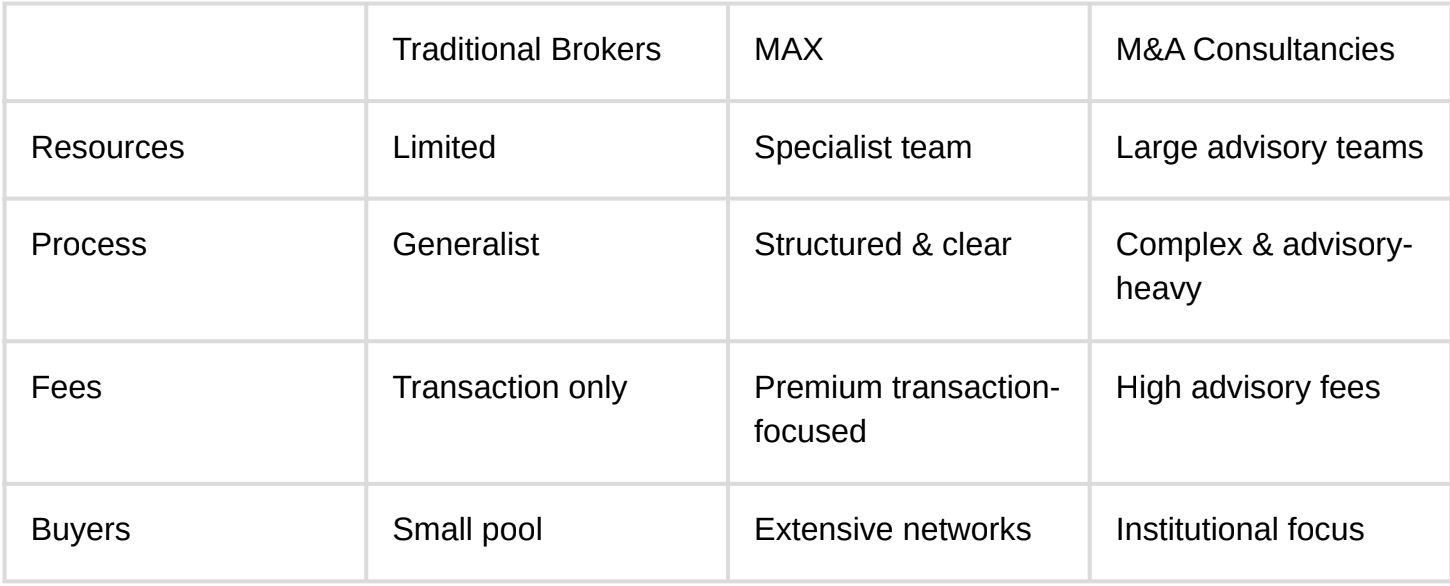 Traditional Brokers MAX M&A Consultancies
Resources Limited Specialist team Large advisory teams
Process Generalist Structured & clear Complex & advisory-
heavy
Fees Transaction only Premium transaction- High advisory fees
focused
Buyers Small pool Extensive networks Institutional focus